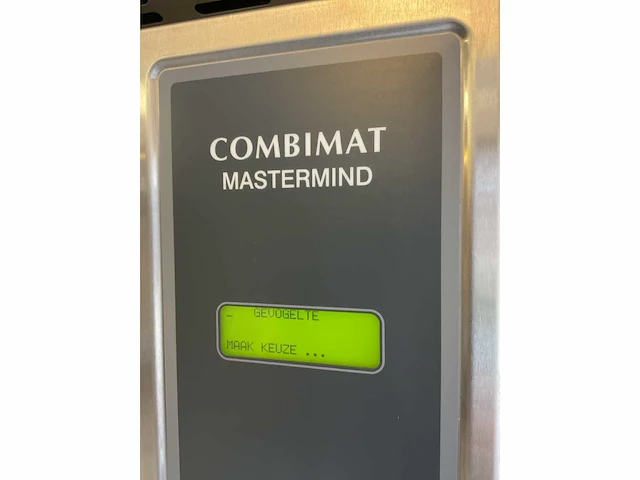 COMBIMAT
MASTERMIND
– GEVOGELTE
MAAK KEUZE ...